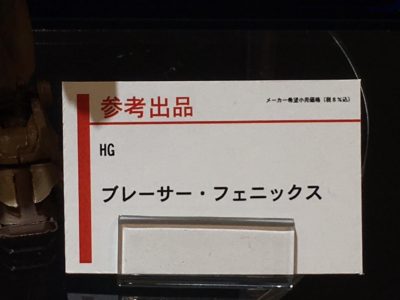 参考出品
メーカー希望小売価格（税8%込）
HG
ブレーサー・フェニックス